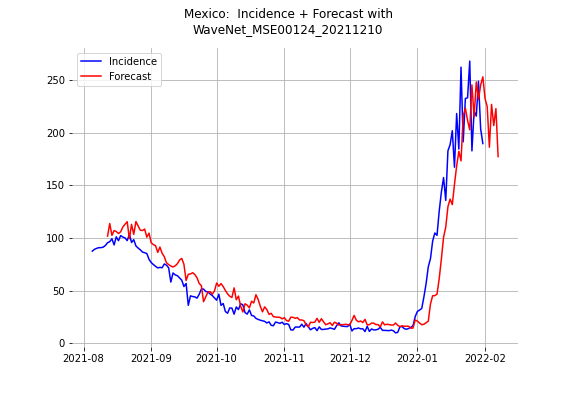 Mexico:  Incidence + Forecast with
WaveNet_MSE00124_20211210
Incidence
Forecast
250
200
150
100
50
0
2021-08 2021-09 2021-10 2021-11 2021-12 2022-01 2022-02